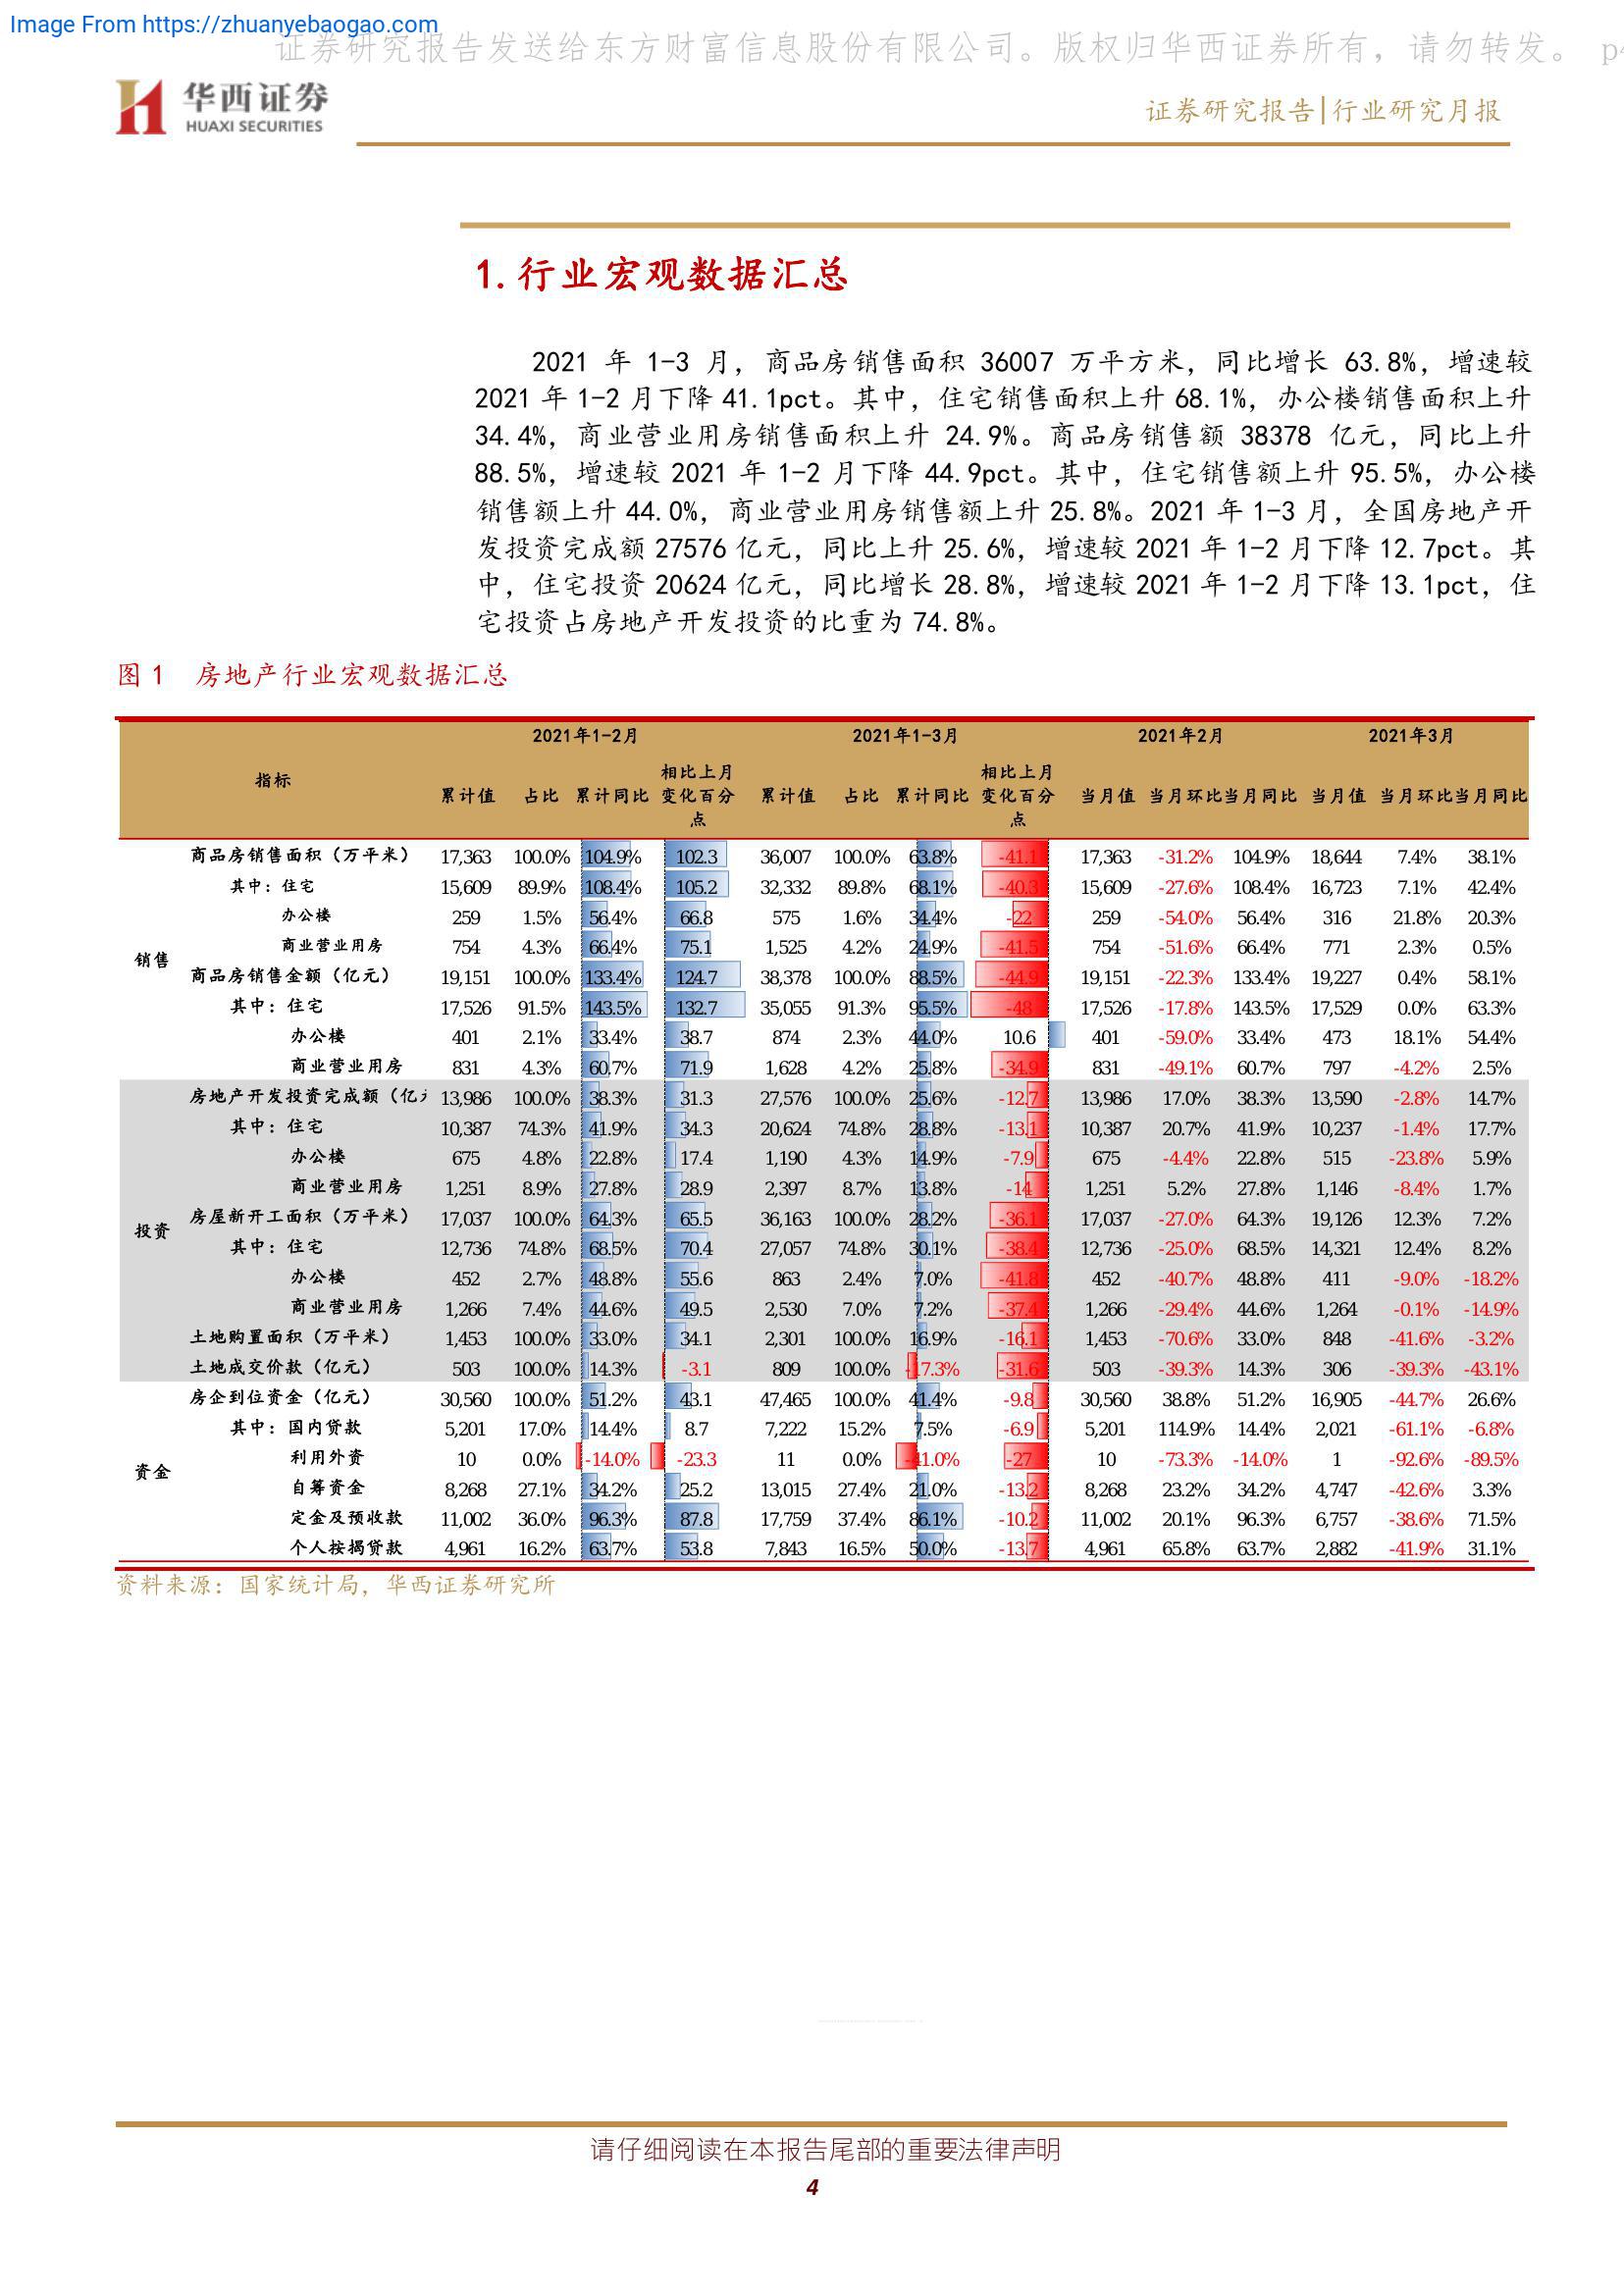 Image From https://zhuanyebaogao.com
证券研究报告发送给东方财富信息股份有限公司。版权归华西证券所有，请勿转发。 p4
华西证券
HUAXI SECURITIES
证券研究报告|行业研究月报
1.行业宏观数据汇总
2021 年 1-3 月，商品房销售面积 36007 万平方米，同比增长 63.8%，增速较
2021 年 1-2 月下降 41.1pct。其中，住宅销售面积上升 68.1%，办公楼销售面积上升
34.4%，商业营业用房销售面积上升 24.9%。商品房销售额 38378 亿元，同比上升
88.5%，增速较 2021 年 1-2 月下降 44.9pct。其中，住宅销售额上升 95.5%，办公楼
销售额上升 44.0%，商业营业用房销售额上升 25.8%。2021 年 1-3 月，全国房地产开
发投资完成额 27576 亿元，同比上升 25.6%，增速较 2021 年 1-2 月下降 12.7pct。其
中，住宅投资 20624 亿元，同比增长 28.8%，增速较 2021 年 1-2 月下降 13.1pct，住
宅投资占房地产开发投资的比重为 74.8%。
图 1 房地产行业宏观数据汇总
指标 2021年1-2月 2021年1-3月 2021年2月 2021年3月
累计值 占比 累计同比 相比上月变化百分点 累计值 占比 累计同比 相比上月变化百分点 当月值 当月环比 当月同比 当月值 当月环比 当月同比
销售
商品房销售面积（万平米） 17,363 100.0% 104.9% 102.3 36,007 100.0% 63.8% -41.1 17,363 -31.2% 104.9% 18,644 7.4% 38.1%
其中：住宅 15,609 89.9% 108.4% 105.2 32,332 89.8% 68.1% -40.3 15,609 -27.6% 108.4% 16,723 7.1% 42.4%
办公楼 259 1.5% 56.4% 66.8 575 1.6% 34.4% -22 259 -54.0% 56.4% 316 21.8% 20.3%
商业营业用房 754 4.3% 66.4% 75.1 1,525 4.2% 24.9% -41.5 754 -51.6% 66.4% 771 2.3% 0.5%
商品房销售金额（亿元） 19,151 100.0% 133.4% 124.7 38,378 100.0% 88.5% -44.9 19,151 -22.3% 133.4% 19,227 0.4% 58.1%
其中：住宅 17,526 91.5% 143.5% 132.7 35,055 91.3% 95.5% -48 17,526 -17.8% 143.5% 17,529 0.0% 63.3%
办公楼 401 2.1% 33.4% 38.7 874 2.3% 44.0% 10.6 401 -59.0% 33.4% 473 18.1% 54.4%
商业营业用房 831 4.3% 60.7% 71.9 1,628 4.2% 25.8% -34.9 831 -49.1% 60.7% 797 -4.2% 2.5%
投资
房地产开发投资完成额（亿 13,986 100.0% 38.3% 31.3 27,576 100.0% 25.6% -12.7 13,986 17.0% 38.3% 13,590 -2.8% 14.7%
其中：住宅 10,387 74.3% 41.9% 34.3 20,624 74.8% 28.8% -13.1 10,387 20.7% 41.9% 10,237 -1.4% 17.7%
办公楼 675 4.8% 22.8% 17.4 1,190 4.3% 14.9% -7.9 675 -4.4% 22.8% 515 -23.8% 5.9%
商业营业用房 1,251 8.9% 27.8% 28.9 2,397 8.7% 13.8% -14 1,251 5.2% 27.8% 1,146 -8.4% 1.7%
房屋新开工面积（万平米） 17,037 100.0% 64.3% 65.5 36,163 100.0% 28.2% -36.1 17,037 -27.0% 64.3% 19,126 12.3% 7.2%
其中：住宅 12,736 74.8% 68.5% 70.4 27,057 74.8% 30.1% -38.4 12,736 -25.0% 68.5% 14,321 12.4% 8.2%
办公楼 452 2.7% 48.8% 55.6 863 2.4% 7.0% -41.8 452 -40.7% 48.8% 411 -9.0% -18.2%
商业营业用房 1,266 7.4% 44.6% 49.5 2,530 7.0% 7.2% -37.4 1,266 -29.4% 44.6% 1,264 -0.1% -14.9%
土地购置面积（万平米） 1,453 100.0% 33.0% 34.1 2,301 100.0% 16.9% -16.1 1,453 -70.6% 33.0% 848 -41.6% -3.2%
土地成交价款（亿元） 503 100.0% 14.3% -3.1 809 100.0% -17.3% -31.6 503 -39.3% 14.3% 306 -39.3% -43.1%
资金
房企到位资金（亿元） 30,560 100.0% 51.2% 43.1 47,465 100.0% 41.4% -9.8 30,560 38.8% 51.2% 16,905 -44.7% 26.6%
其中：国内贷款 5,201 17.0% 14.4% 8.7 7,222 15.2% 7.5% -6.9 5,201 114.9% 14.4% 2,021 -61.1% -6.8%
利用外资 10 0.0% -14.0% -23.3 11 0.0% -41.0% -27 10 -73.3% -14.0% 1 -92.6% -89.5%
自筹资金 8,268 27.1% 34.2% 25.2 13,015 27.4% 21.0% -13.2 8,268 23.2% 34.2% 4,747 -42.6% 3.3%
定金及预收款 11,002 36.0% 96.3% 87.8 17,759 37.4% 86.1% -10.2 11,002 20.1% 96.3% 6,757 -38.6% 71.5%
个人按揭贷款 4,961 16.2% 63.7% 53.8 7,843 16.5% 50.0% -13.7 4,961 65.8% 63.7% 2,882 -41.9% 31.1%
资料来源：国家统计局，华西证券研究所
请仔细阅读在本报告尾部的重要法律声明
4